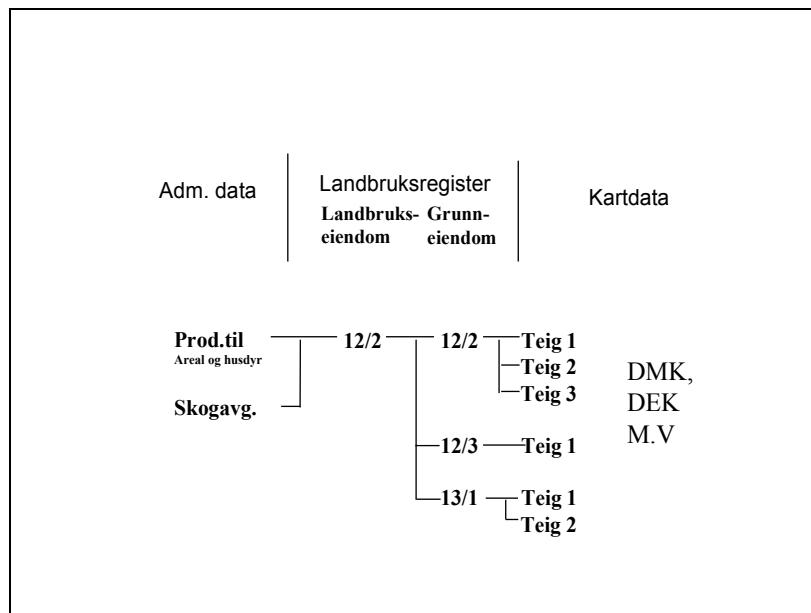 Adm. data
Landbruksregister
Landbruks-
eiendom
Grunn-
eiendom
Kartdata
Prod.til
Areal og husdyr
Skogavg.
12/2
12/2
Teig 1
Teig 2
Teig 3
12/3
Teig 1
13/1
Teig 1
Teig 2
DMK,
DEK
M.V